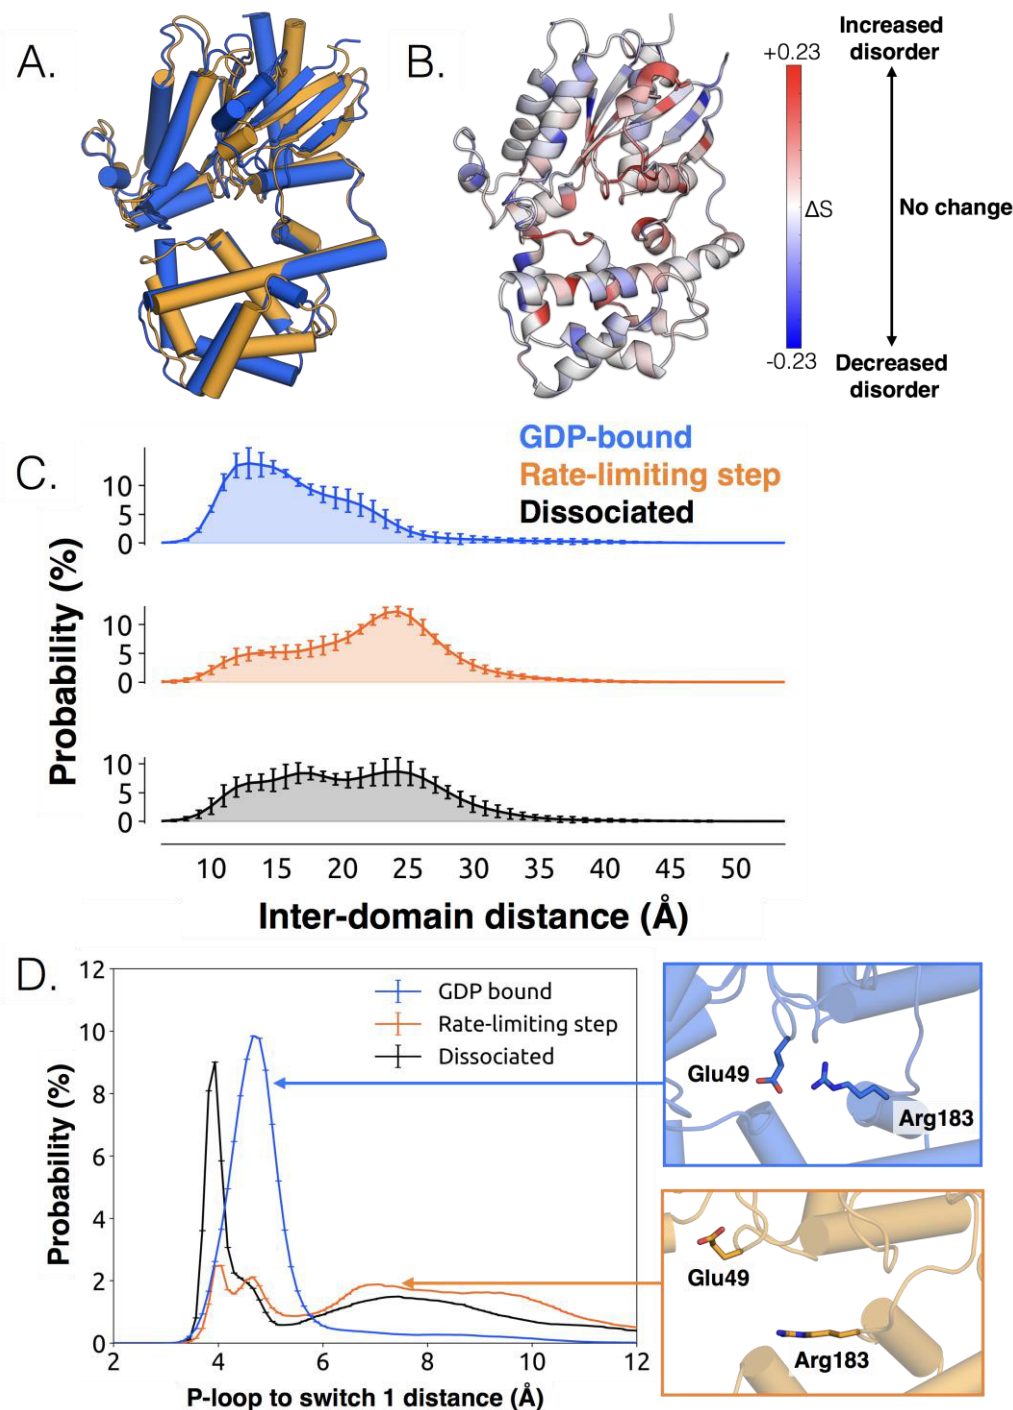 A.
B.
Increased
disorder
+0.23
ΔS
No change
-0.23
Decreased
disorder
C.
GDP-bound
Rate-limiting step
Dissociated
Probability (%)
10
5
0
10
5
0
10
5
0
10 15 20 25 30 35 40 45 50
Inter-domain distance (Å)
D.
Probability (%)
12
10
8
6
4
2
0
GDP bound
Rate-limiting step
Dissociated
2 4 6 8 10 12
P-loop to switch 1 distance (Å)
Glu49
Arg183
Glu49
Arg183